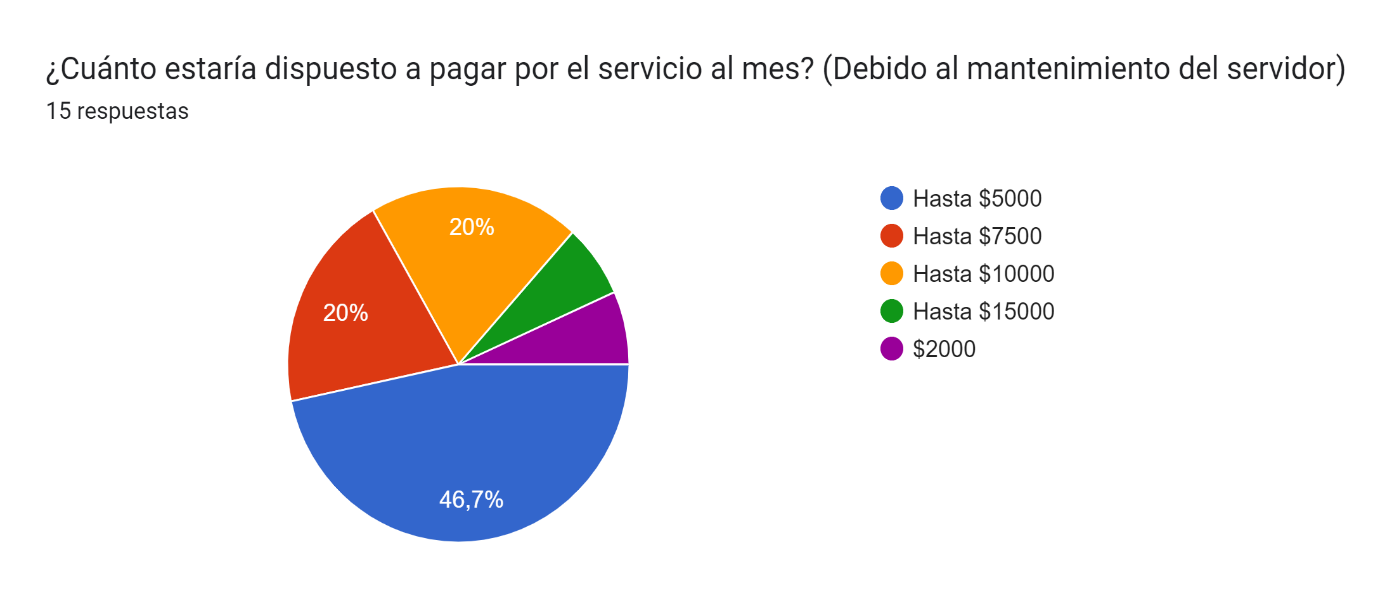 ¿Cuánto estaría dispuesto a pagar por el servicio al mes? (Debido al mantenimiento del servidor)
15 respuestas
20%
20%
46,7%
Hasta $5000
Hasta $7500
Hasta $10000
Hasta $15000
$2000